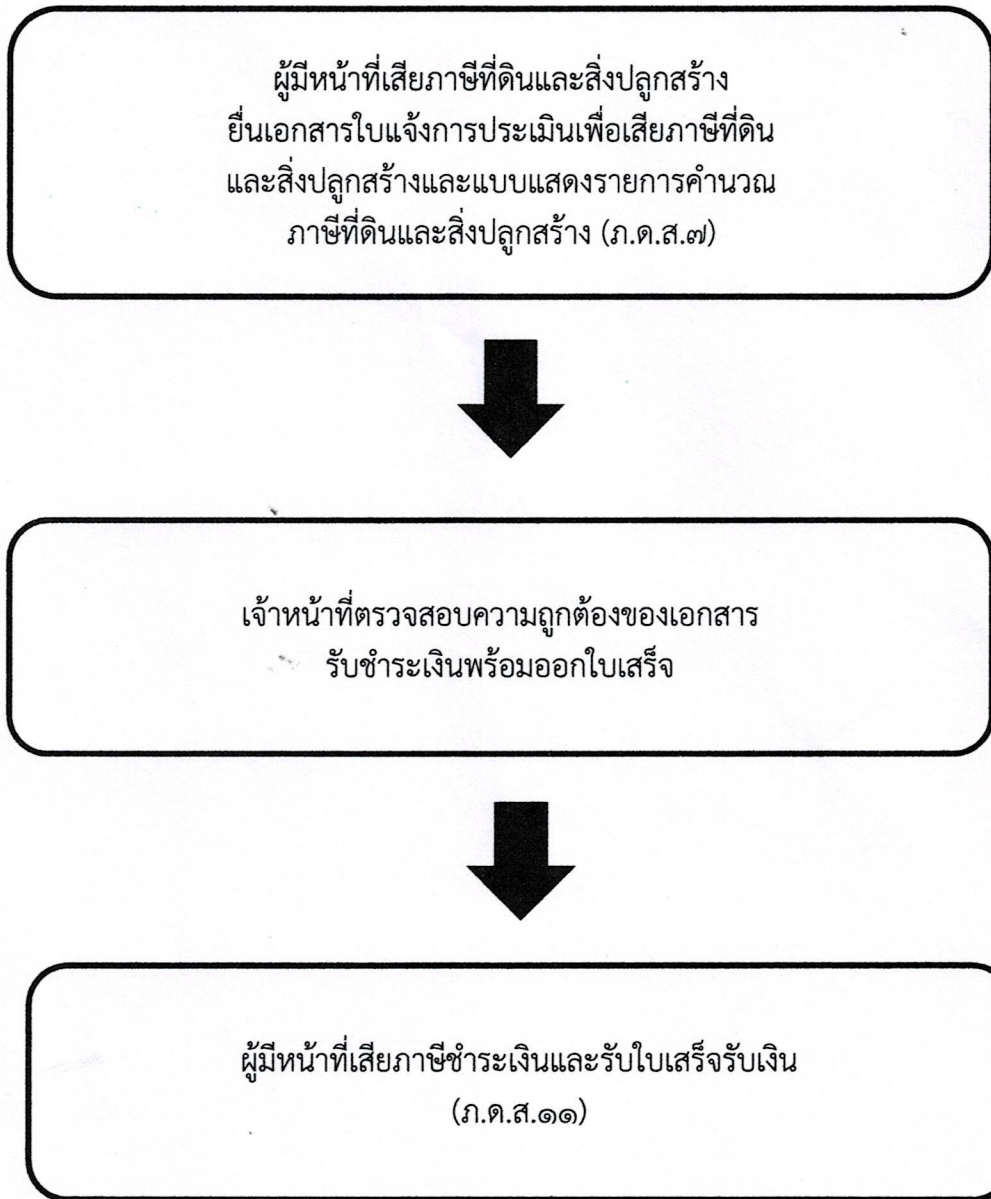 ผู้มีหน้าที่เสียภาษีที่ดินและสิ่งปลูกสร้าง
ยื่นเอกสารใบแจ้งการประเมินเพื่อเสียภาษีที่ดิน
และสิ่งปลูกสร้างและแบบแสดงรายการคำนวณ
ภาษีที่ดินและสิ่งปลูกสร้าง (ภ.ด.ส.๗)
เจ้าหน้าที่ตรวจสอบความถูกต้องของเอกสาร
รับชำระเงินพร้อมออกใบเสร็จ
ผู้มีหน้าที่เสียภาษีชำระเงินและรับใบเสร็จรับเงิน
(ภ.ด.ส.๑๑)